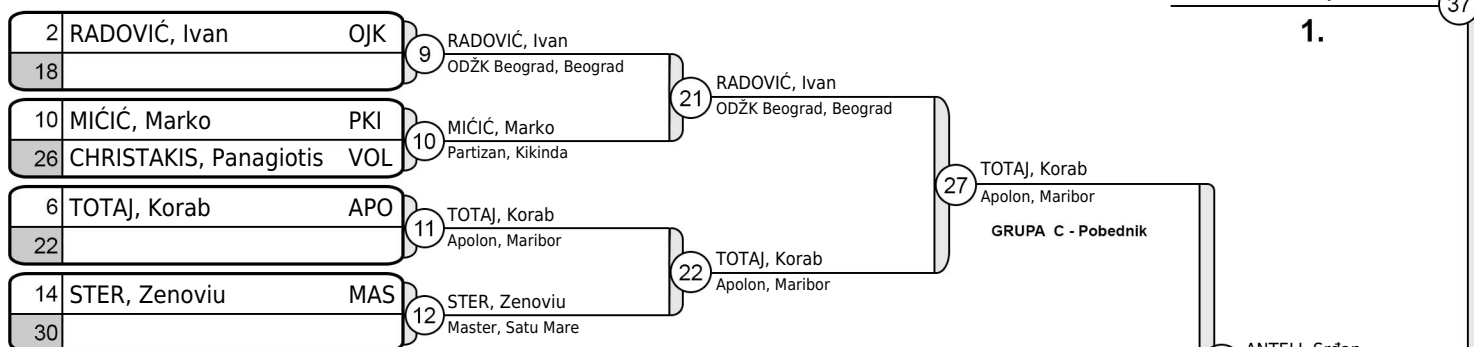 37
1.
2 RADOVIĆ, Ivan OJK
18
9
RADOVIĆ, Ivan
ODŽK Beograd, Beograd
10 MIĆIĆ, Marko PKI
26 CHRISTAKIS, Panagiotis VOL
10
MIĆIĆ, Marko
Partizan, Kikinda
21
RADOVIĆ, Ivan
ODŽK Beograd, Beograd
6 TOTAJ, Korab APO
22
11
TOTAJ, Korab
Apolon, Maribor
14 STER, Zenoviu MAS
30
12
STER, Zenoviu
Master, Satu Mare
22
TOTAJ, Korab
Apolon, Maribor
27
TOTAJ, Korab
Apolon, Maribor
GRUPA C - Pobednik